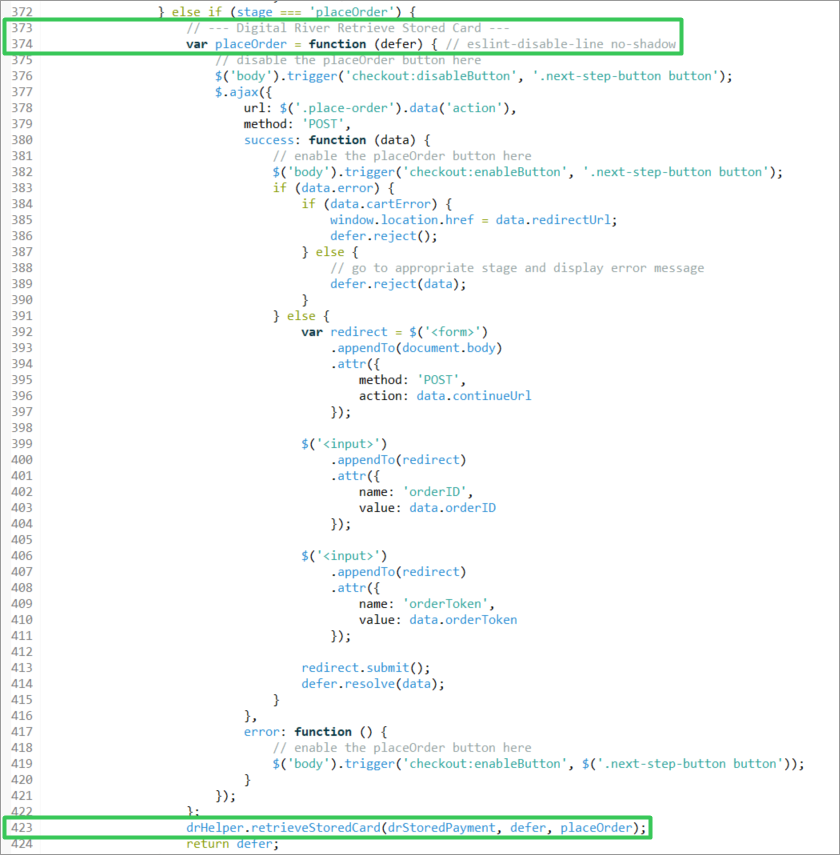 372 } else if (stage === 'placeOrder') {
373 // --- Digital River Retrieve Stored Card ---
374 var placeOrder = function (defer) { // eslint-disable-line no-shadow
375 // disable the placeOrder button here
376 $('body').trigger('checkout:disableButton', '.next-step-button button');
377 $.ajax({
378 url: $('.place-order').data('action'),
379 method: 'POST',
380 success: function (data) {
381 // enable the placeOrder button here
382 $('body').trigger('checkout:enableButton', '.next-step-button button');
383 if (data.error) {
384 if (data.cartError) {
385 window.location.href = data.redirectUrl;
386 defer.reject();
387 } else {
388 // go to appropriate stage and display error message
389 defer.reject(data);
390 }
391 } else {
392 var redirect = $('<form>')
393 .appendTo(document.body)
394 .attr({
395 method: 'POST',
396 action: data.continueUrl
397 });
398
399 $('<input>')
400 .appendTo(redirect)
401 .attr({
402 name: 'orderID',
403 value: data.orderID
404 });
405
406 $('<input>')
407 .appendTo(redirect)
408 .attr({
409 name: 'orderToken',
410 value: data.orderToken
411 });
412
413 redirect.submit();
414 defer.resolve(data);
415 }
416 },
417 error: function () {
418 // enable the placeOrder button here
419 $('body').trigger('checkout:enableButton', $('.next-step-button button'));
420 }
421 });
422 };
423 drHelper.retrieveStoredCard(drStoredPayment, defer, placeOrder);
424 return defer;